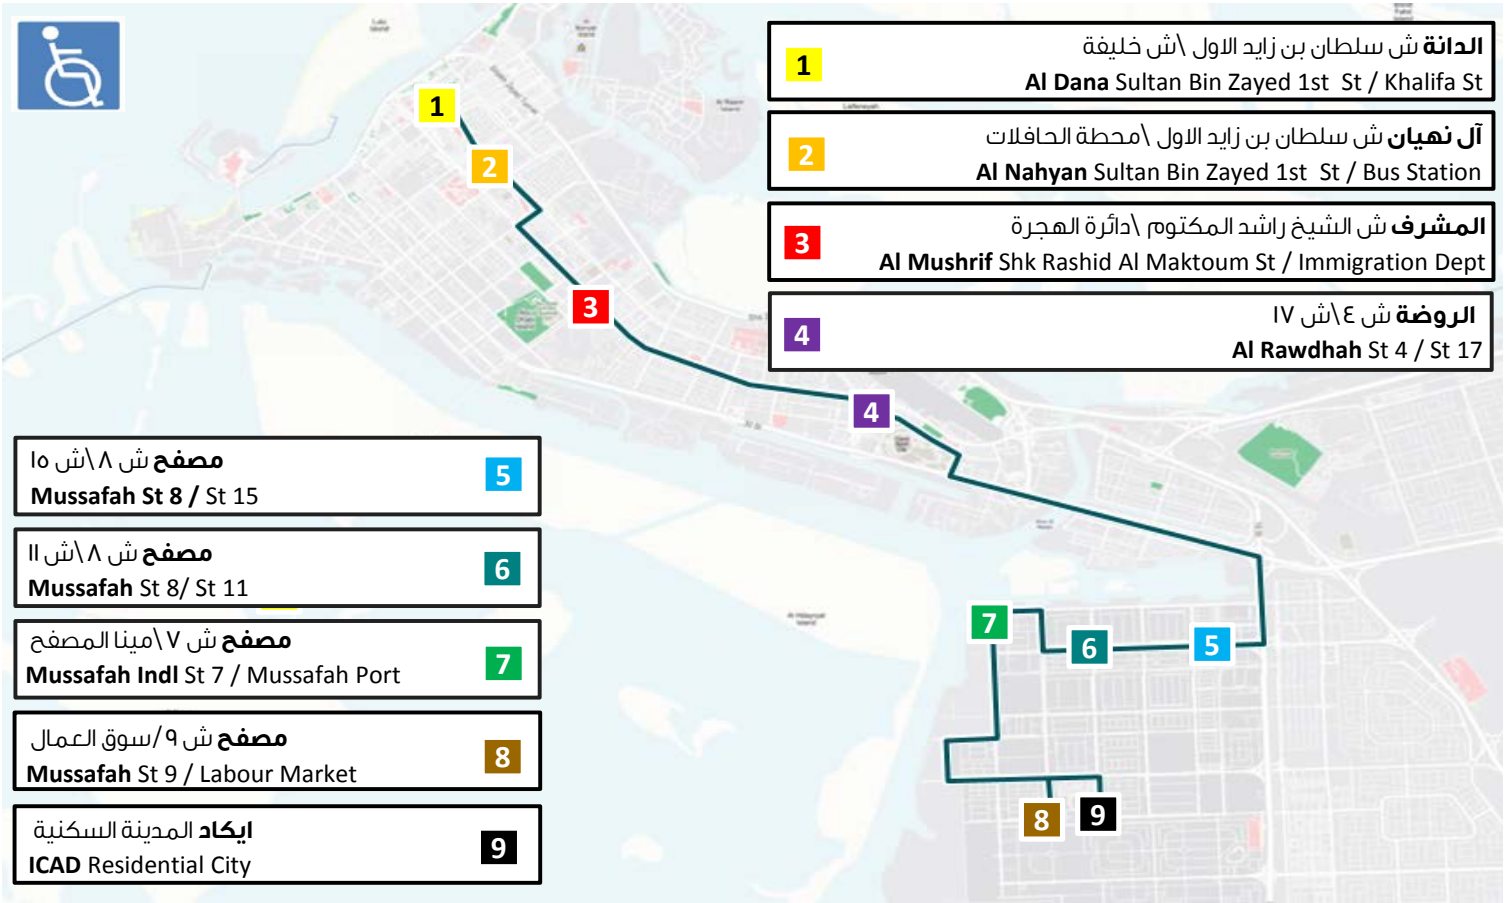 1
الدانة ش سلطان بن زايد الاول \ش خليفة
Al Dana Sultan Bin Zayed 1st St / Khalifa St
2
آل نهيان ش سلطان بن زايد الاول \محطة الحافلات
Al Nahyan Sultan Bin Zayed 1st St / Bus Station
3
المشرف ش الشيخ راشد المكتوم \دائرة الهجرة
Al Mushrif Shk Rashid Al Maktoum St / Immigration Dept
4
الروضة ش ٤\ش ١٧
Al Rawdhah St 4 / St 17
5
مصفح ش ٨\ش ١٥
Mussafah St 8 / St 15
6
مصفح ش ٨\ش ١١
Mussafah St 8/ St 11
7
مصفح ش ٧\مينا المصفح
Mussafah Indl St 7 / Mussafah Port
8
مصفح ش ٩/سوق العمال
Mussafah St 9 / Labour Market
9
ايكاد المدينة السكنية
ICAD Residential City
1
2
3
4
5
6
7
8
9